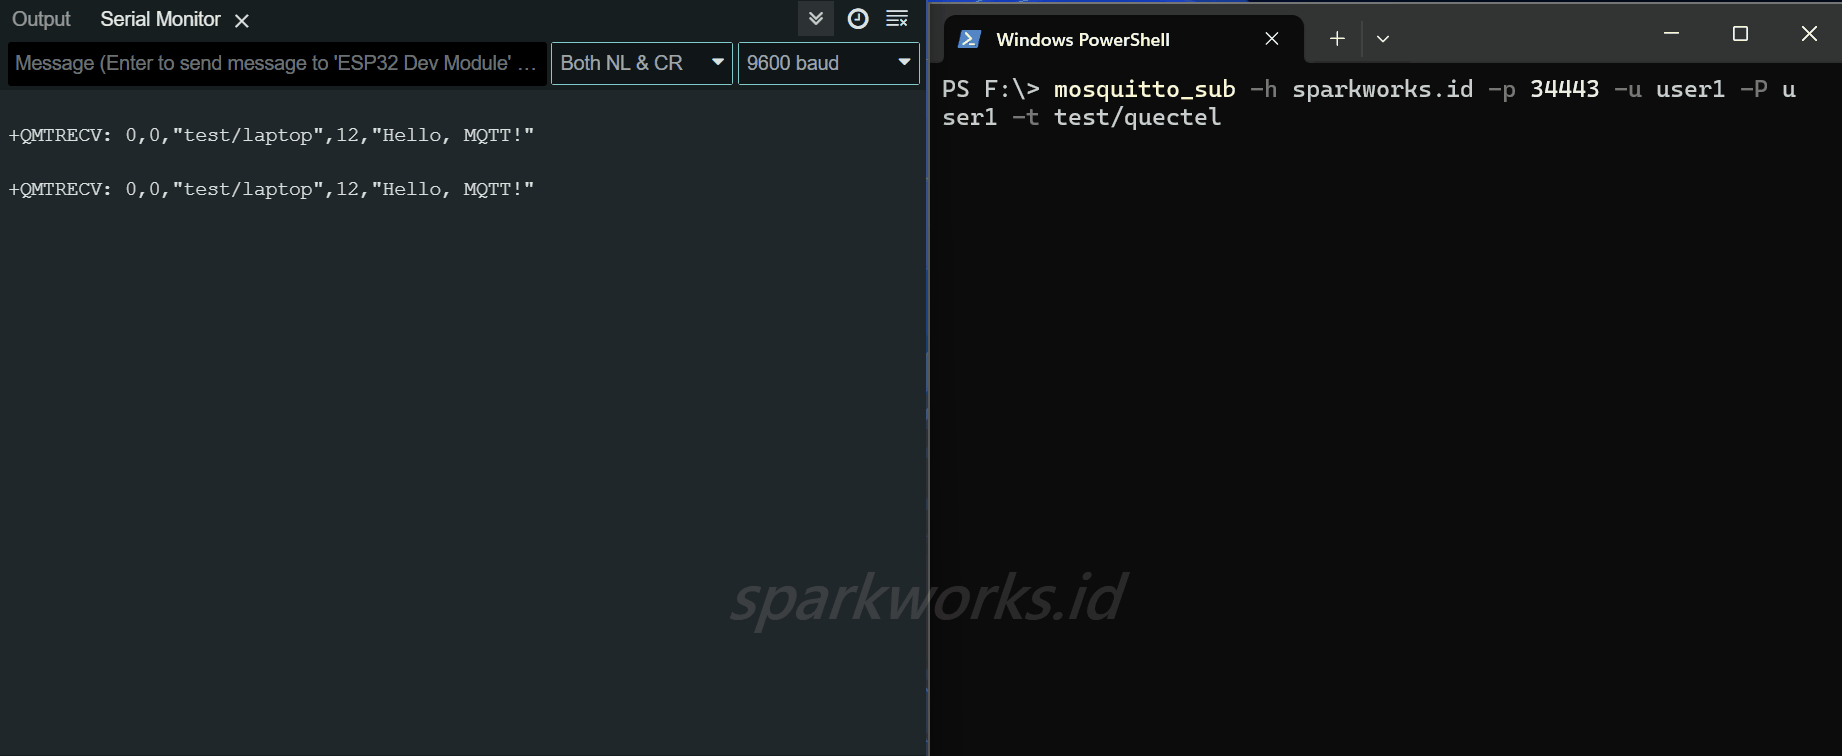 Output Serial Monitor
Message (Enter to send message to 'ESP32 Dev Module' ... Both NL & CR 9600 baud
+QMTRECV: 0,0,"test/laptop",12,"Hello, MQTT!"
+QMTRECV: 0,0,"test/laptop",12,"Hello, MQTT!"
Windows PowerShell
PS F:\> mosquitto_sub -h sparkworks.id -p 34443 -u user1 -P u
ser1 -t test/quectel
sparkworks.id